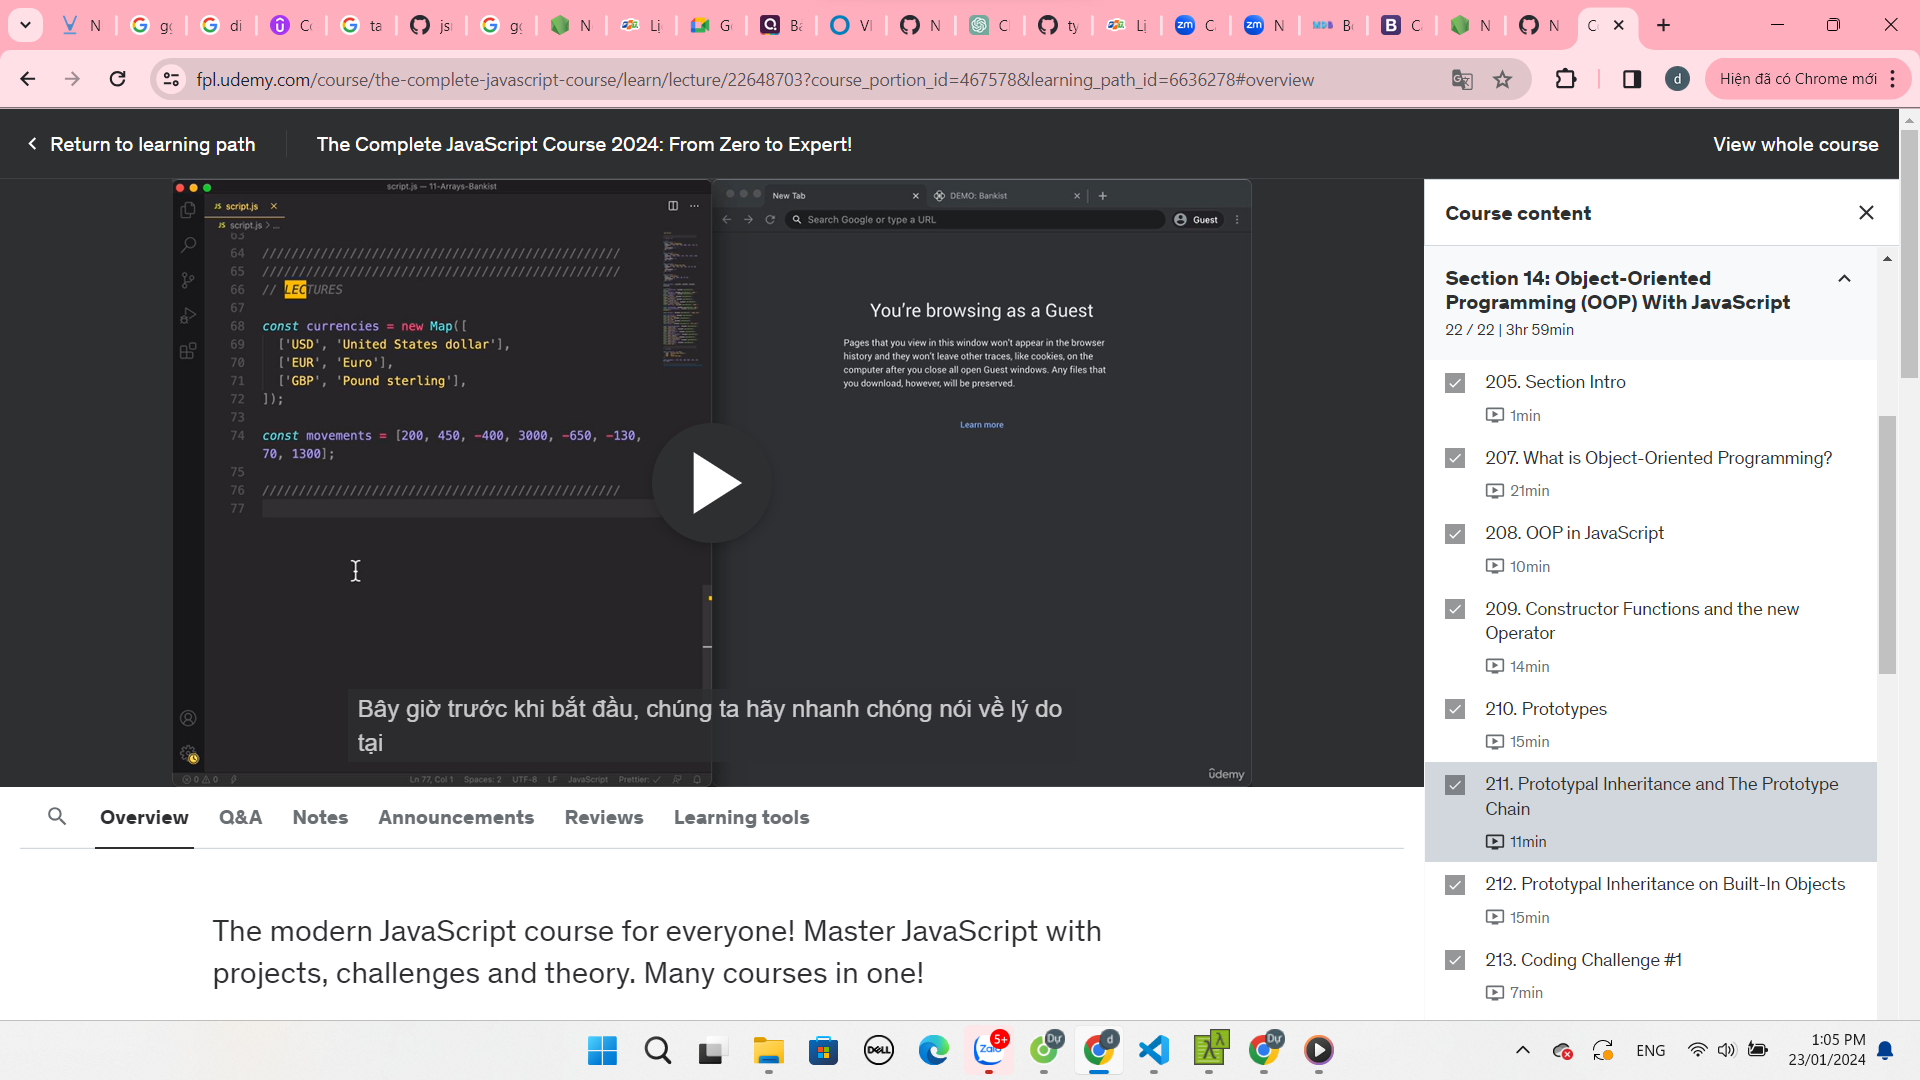 fpl.udemy.com/course/the-complete-javascript-course/learn/lecture/22648703?course_portion_id=467578&learning_path_id=6636278#overview
d
Hiện đã có Chrome mới
Return to learning path
The Complete JavaScript Course 2024: From Zero to Expert!
View whole course
script.js — 11-Arrays-Bankist
JS script.js
JS script.js > ...
63
64 /////////////////////////////////////////////////
65 /////////////////////////////////////////////////
66 // LECTURES
67
68 const currencies = new Map([
69 ['USD', 'United States dollar'],
70 ['EUR', 'Euro'],
71 ['GBP', 'Pound sterling'],
72 ]);
73
74 const movements = [200, 450, -400, 3000, -650, -130,
70, 1300];
75
76 /////////////////////////////////////////////////
77
Ln 77, Col 1 Spaces: 2 UTF-8 LF JavaScript Prettier: ✓
New Tab
DEMO: Bankist
Search Google or type a URL
Guest
You're browsing as a Guest
Pages that you view in this window won't appear in the browser
history and they won't leave other traces, like cookies, on the
computer after you close all open Guest windows. Any files that
you download, however, will be preserved.
Learn more
Bây giờ trước khi bắt đầu, chúng ta hãy nhanh chóng nói về lý do
tại
ûdemy
Course content
Section 14: Object-Oriented
Programming (OOP) With JavaScript
22 / 22 | 3hr 59min
205. Section Intro
1min
207. What is Object-Oriented Programming?
21min
208. OOP in JavaScript
10min
209. Constructor Functions and the new
Operator
14min
210. Prototypes
15min
211. Prototypal Inheritance and The Prototype
Chain
11min
212. Prototypal Inheritance on Built-In Objects
15min
213. Coding Challenge #1
7min
Overview
Q&A
Notes
Announcements
Reviews
Learning tools
The modern JavaScript course for everyone! Master JavaScript with
projects, challenges and theory. Many courses in one!
DELL
Zalo
5+
Dự
d
Dự
ENG
1:05 PM
23/01/2024